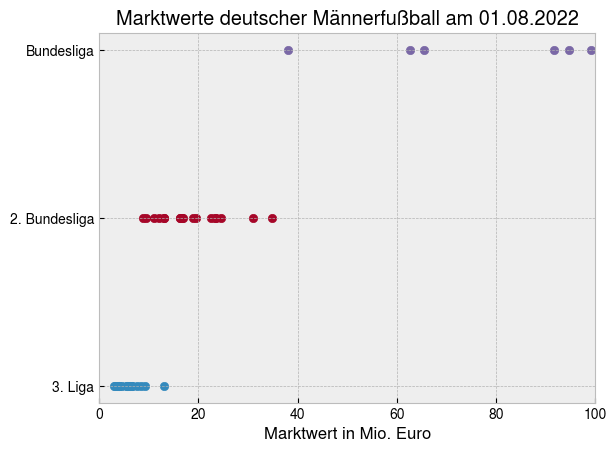 Marktwerte deutscher Männerfußball am 01.08.2022
Bundesliga
2. Bundesliga
3. Liga
0 20 40 60 80 100
Marktwert in Mio. Euro